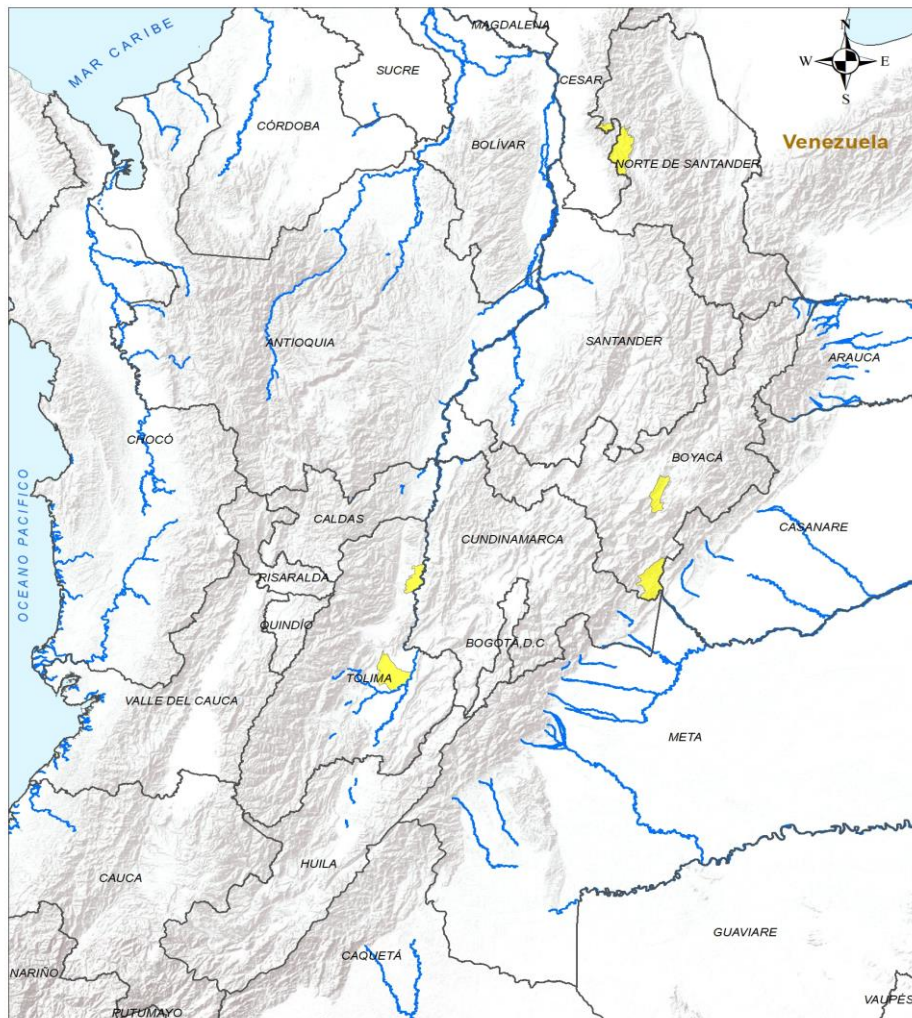 MAGDALENA
MAR CARIBE
N
W E
S
SUCRE
CESAR
CÓRDOBA
BOLÍVAR
Venezuela
NORTE DE SANTANDER
ANTIOQUIA
SANTANDER
ARAUCA
CHOCÓ
BOYACÁ
OCEANO PACIFICO
CALDAS
CUNDINAMARCA
CASANARE
RISARALDA
QUINDÍO
BOGOTÁ,D.C
TOLIMA
VALLE DEL CAUCA
META
HUILA
CAUCA
GUAVIARE
CAQUETÁ
NARIÑO
VAUPÉS
PUTUMAYO